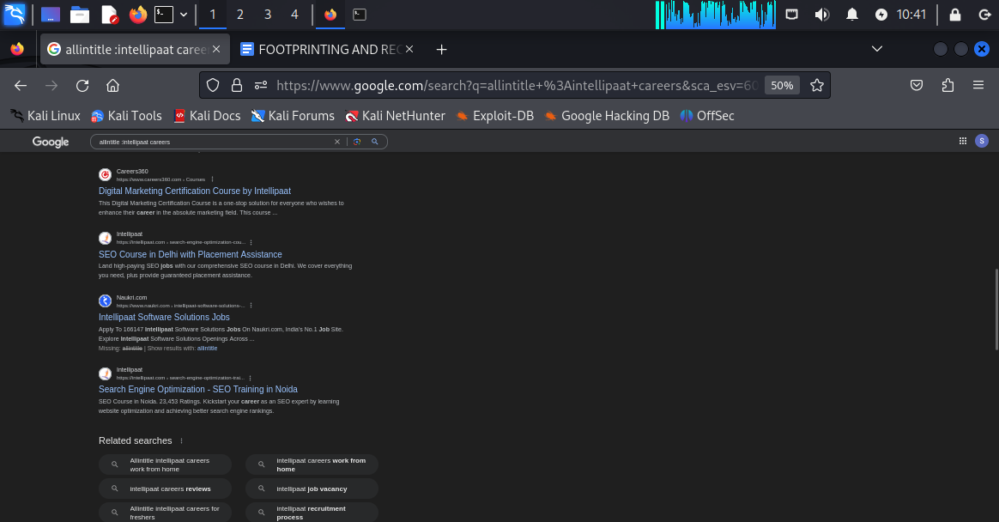 1 2 3 4 10:41
allintitle :intellipaat caree
FOOTPRINTING AND REC
https://www.google.com/search?q=allintitle+%3Aintellipaat+careers&sca_esv=60 50%
Kali Linux Kali Tools Kali Docs Kali Forums Kali NetHunter Exploit-DB Google Hacking DB OffSec
Google allintitle :intellipaat careers S
Careers360
https://www.careers360.com › Courses
Digital Marketing Certification Course by Intellipaat
This Digital Marketing Certification Course is a one-stop solution for everyone who wishes to
enhance their career in the absolute marketing field. This course ...
Intellipaat
https://intellipaat.com › search-engine-optimization-cou...
SEO Course in Delhi with Placement Assistance
Land high-paying SEO jobs with our comprehensive SEO course in Delhi. We cover everything
you need, plus provide guaranteed placement assistance.
Naukri.com
https://www.naukri.com › intellipaat-software-solutions-...
Intellipaat Software Solutions Jobs
Apply To 166147 Intellipaat Software Solutions Jobs On Naukri.com, India's No.1 Job Site.
Explore Intellipaat Software Solutions Openings Across ...
Missing: allintitle | Show results with: allintitle
Intellipaat
https://intellipaat.com › search-engine-optimization-trai...
Search Engine Optimization - SEO Training in Noida
SEO Course in Noida. 23,453 Ratings. Kickstart your career as an SEO expert by learning
website optimization and achieving better search engine rankings.
Related searches
Allintitle intellipaat careers
work from home
intellipaat careers work from
home
intellipaat careers reviews
intellipaat job vacancy
Allintitle intellipaat careers for
freshers
intellipaat recruitment
process